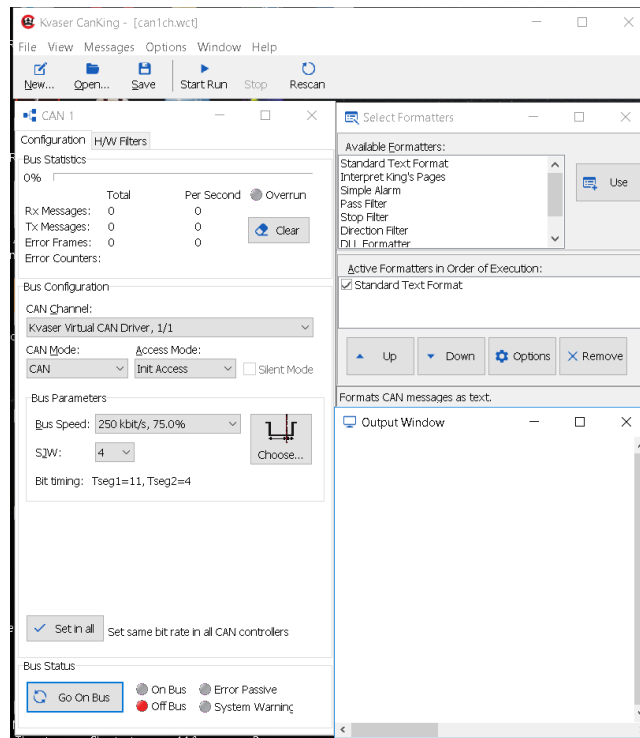 Kvaser CanKing - [can1ch.wct]
File View Messages Options Window Help
New... Open... Save Start Run Stop Rescan
CAN 1
Configuration H/W Filters
Bus Statistics
0%
Total Per Second Overrun
Rx Messages: 0 0
Tx Messages: 0 0
Clear
Error Frames: 0 0
Error Counters:
Bus Configuration
CAN Channel:
Kvaser Virtual CAN Driver, 1/1
CAN Mode: Access Mode:
CAN Init Access Silent Mode
Bus Parameters
Bus Speed: 250 kbit/s, 75.0%
SJW: 4
Choose...
Bit timing: Tseg1=11, Tseg2=4
Set in all Set same bit rate in all CAN controllers
Bus Status
Go On Bus
On Bus Error Passive
Off Bus System Warning
Select Formatters
Available Formatters:
Standard Text Format
Interpret King's Pages
Simple Alarm
Pass Filter
Stop Filter
Direction Filter
DLL Formatter
Use
Active Formatters in Order of Execution:
Standard Text Format
Up Down Options Remove
Formats CAN messages as text.
Output Window